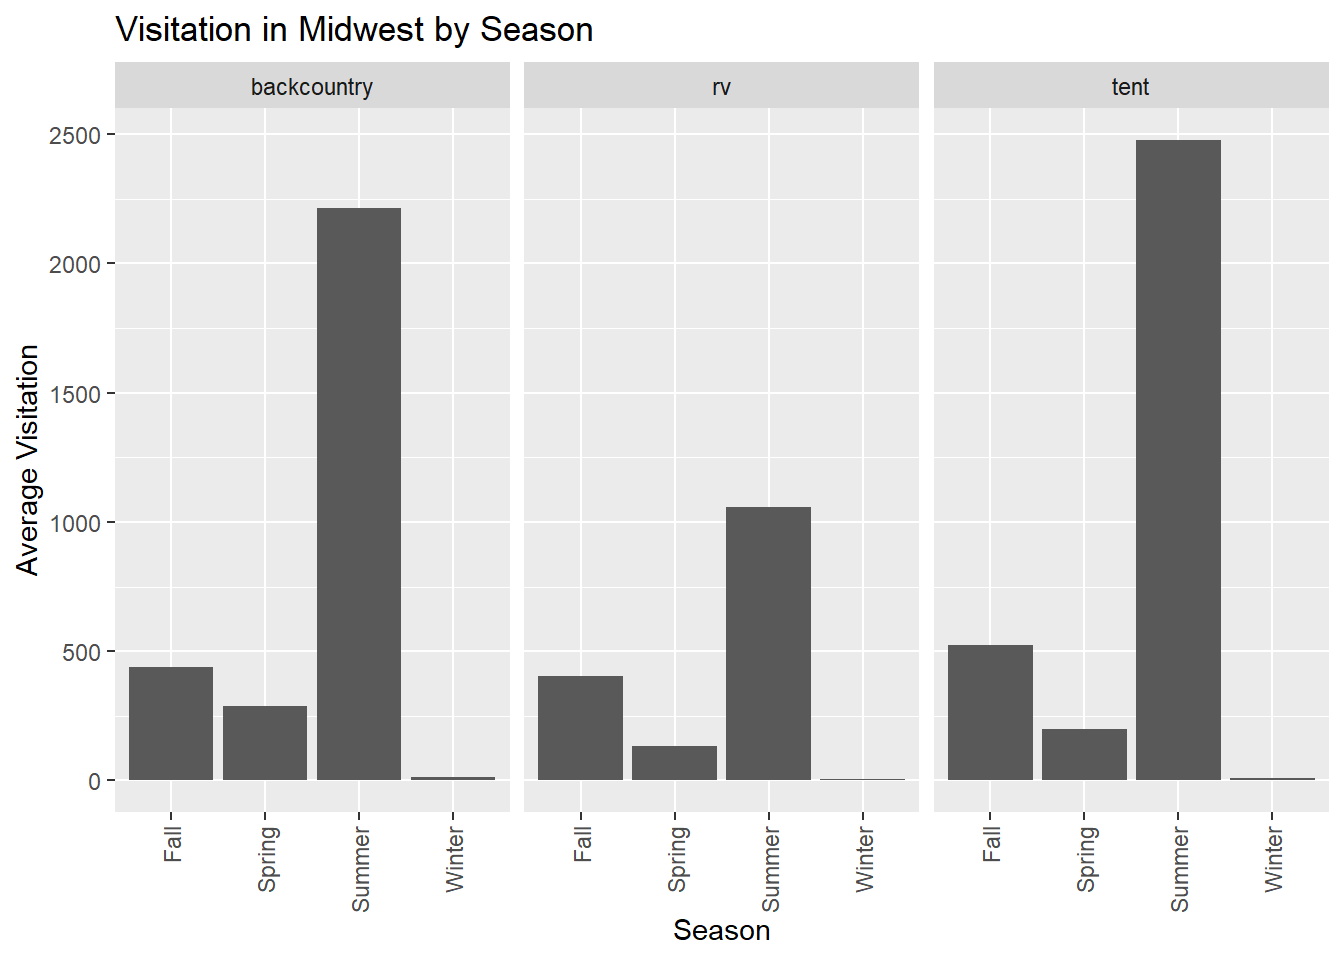 Visitation in Midwest by Season
backcountry
rv
tent
Average Visitation
2500
2000
1500
1000
500
0
Fall
Spring
Summer
Winter
Fall
Spring
Summer
Winter
Fall
Spring
Summer
Winter
Season